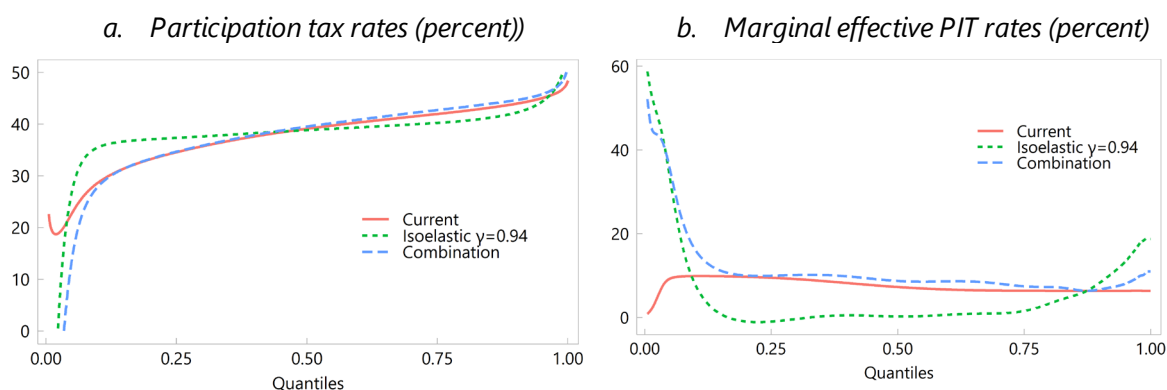 a. Participation tax rates (percent))
50
40
30
20
10
0
0.00 0.25 0.50 0.75 1.00
Quantiles
Current
Isoelastic y=0.94
Combination
b. Marginal effective PIT rates (percent)
60
40
20
0
0.00 0.25 0.50 0.75 1.00
Quantiles
Current
Isoelastic y=0.94
Combination